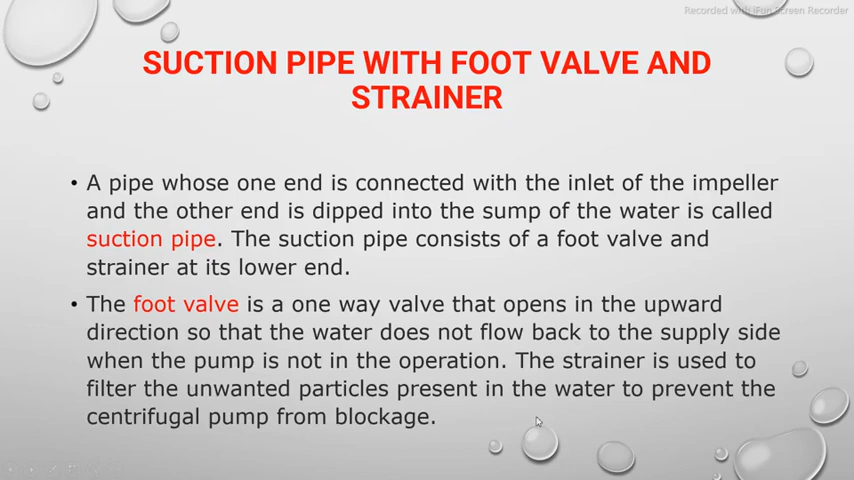 Recorded with iFun Screen Recorder
SUCTION PIPE WITH FOOT VALVE AND
STRAINER
• A pipe whose one end is connected with the inlet of the impeller
and the other end is dipped into the sump of the water is called
suction pipe. The suction pipe consists of a foot valve and
strainer at its lower end.
• The foot valve is a one way valve that opens in the upward
direction so that the water does not flow back to the supply side
when the pump is not in the operation. The strainer is used to
filter the unwanted particles present in the water to prevent the
centrifugal pump from blockage.